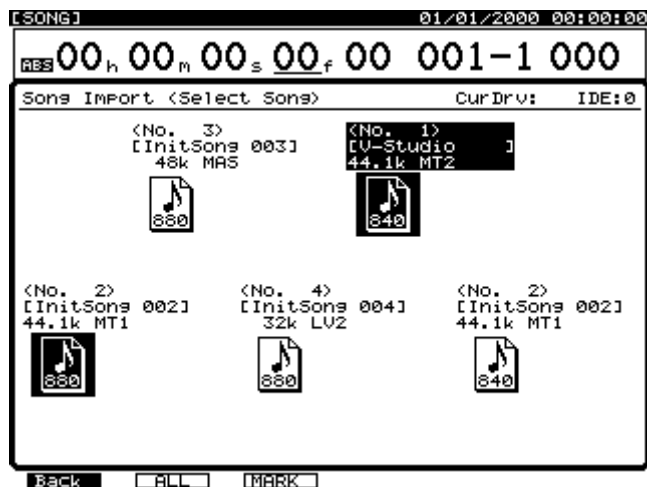 [SONG] 01/01/2000 00:00:00
ABS 00h 00m 00s 00f 00 001-1 000
Song Import (Select Song) CurDrv: IDE:0
(No. 3) (No. 1)
[InitSong 003] [V-Studio ]
48k MAS 44.1k MT2
880 840
(No. 2) (No. 4) (No. 2)
[InitSong 002] [InitSong 004] [InitSong 002]
44.1k MT1 32k LV2 44.1k MT1
880 880 840
Back ALL MARK